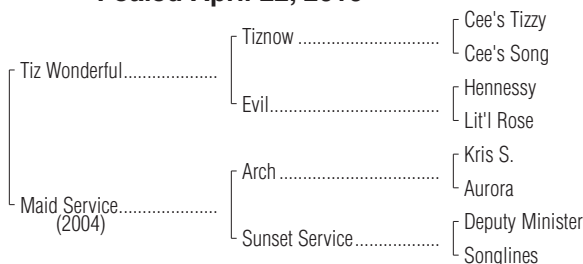 Foaled April 22,
Cee's Tizzy
Tiznow
Cee's Song
Tiz Wonderful
Hennessy
Evil
Lit'l Rose
Kris S.
Arch
Aurora
Maid Service
(2004)
Deputy Minister
Sunset Service
Songlines